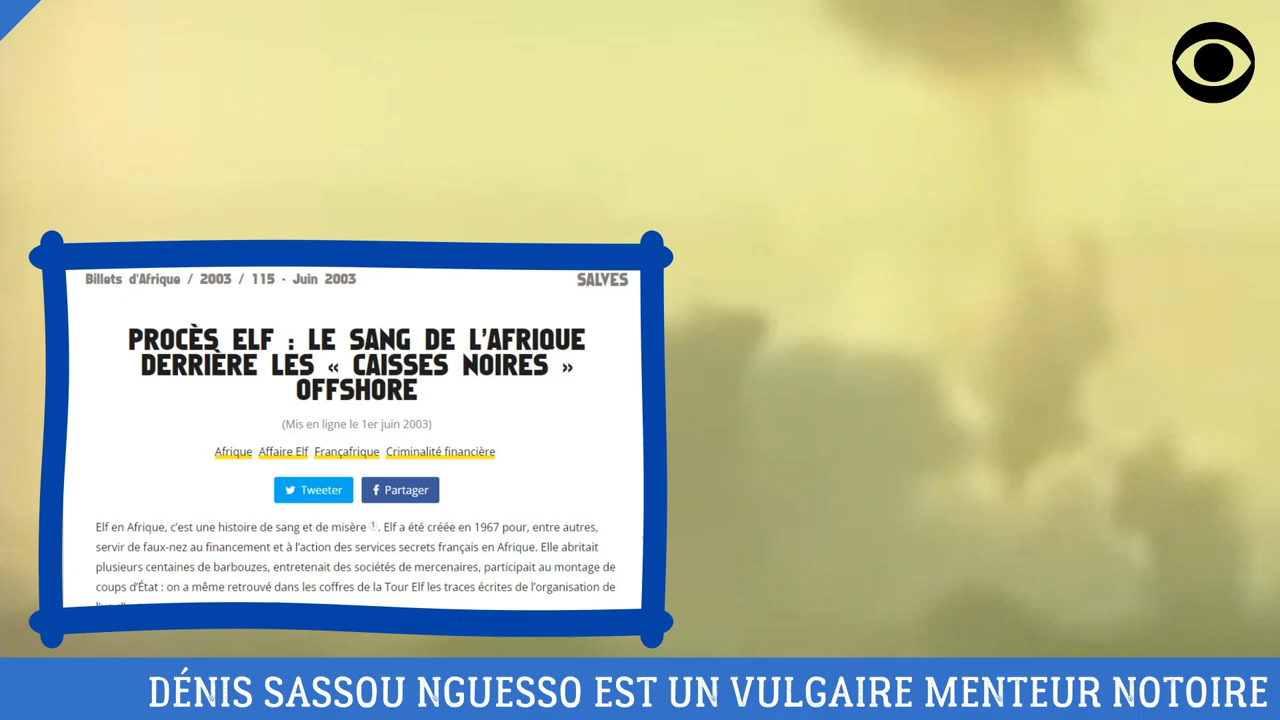 Billets d'Afrique / 2003 / 115 - Juin 2003
SALVES
PROCÈS ELF : LE SANG DE L'AFRIQUE
DERRIÈRE LES « CAISSES NOIRES »
OFFSHORE
(Mis en ligne le 1er juin 2003)
Afrique Affaire Elf Françafrique Criminalité financière
Tweeter Partager
Elf en Afrique, c'est une histoire de sang et de misère 1. Elf a été créée en 1967 pour, entre autres,
servir de faux-nez au financement et à l'action des services secrets français en Afrique. Elle abritait
plusieurs centaines de barbouzes, entretenait des sociétés de mercenaires, participait au montage de
coups d'État : on a même retrouvé dans les coffres de la Tour Elf les traces écrites de l'organisation de
DÉNIS SASSOU NGUESSO EST UN VULGAIRE MENTEUR NOTOIRE